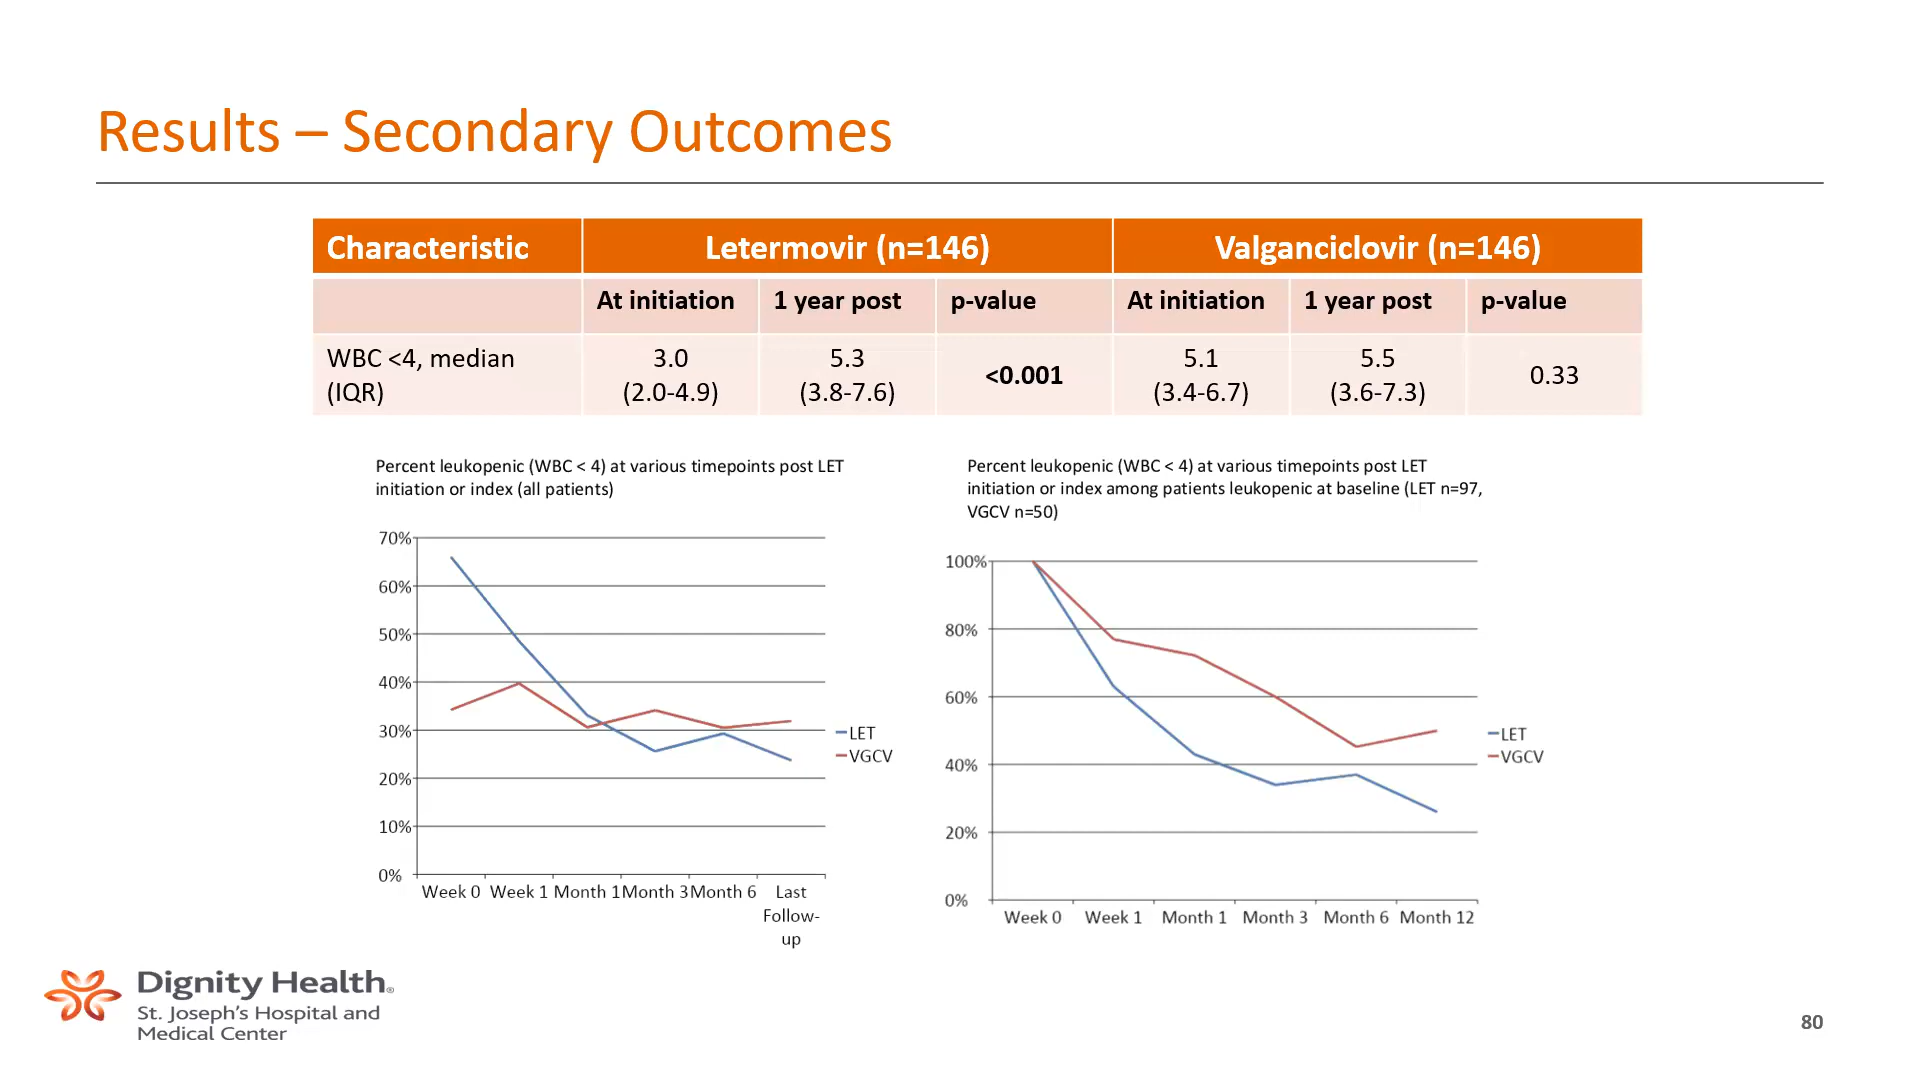 Results – Secondary Outcomes
Characteristic Letermovir (n=146) Valganciclovir (n=146)
At initiation 1 year post p-value At initiation 1 year post p-value
WBC <4, median (IQR) 3.0 (2.0-4.9) 5.3 (3.8-7.6) <0.001 5.1 (3.4-6.7) 5.5 (3.6-7.3) 0.33
Percent leukopenic (WBC < 4) at various timepoints post LET
initiation or index (all patients)
70%
60%
50%
40%
30%
20%
10%
0%
Week 0 Week 1 Month 1 Month 3 Month 6 Last
Follow-
up
LET
VGCV
Percent leukopenic (WBC < 4) at various timepoints post LET
initiation or index among patients leukopenic at baseline (LET n=97,
VGCV n=50)
100%
80%
60%
40%
20%
0%
Week 0 Week 1 Month 1 Month 3 Month 6 Month 12
LET
VGCV
Dignity Health®
St. Joseph's Hospital and
Medical Center
80